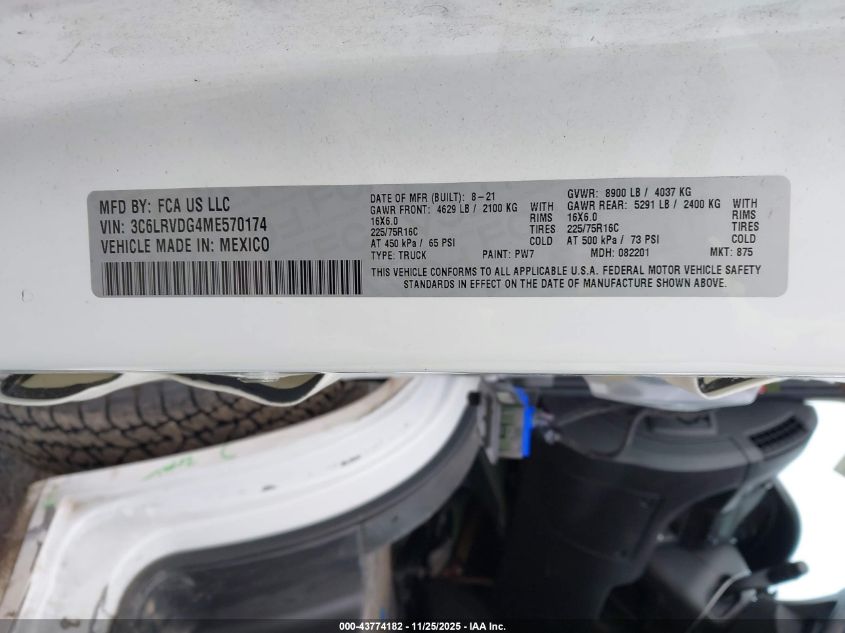 MFD BY: FCA US LLC
VIN: 3C6LRVDG4ME570174
VEHICLE MADE IN: MEXICO
DATE OF MFR (BUILT): 8-21
GAWR FRONT: 4629 LB / 2100 KG WITH
16X6.0 RIMS
225/75R16C TIRES
AT 450 kPa / 65 PSI COLD
TYPE: TRUCK PAINT: PW7
GVWR: 8900 LB / 4037 KG
GAWR REAR: 5291 LB / 2400 KG WITH
16X6.0 RIMS
225/75R16C TIRES
AT 500 kPa / 73 PSI COLD
MDH: 082201 MKT: 875
THIS VEHICLE CONFORMS TO ALL APPLICABLE U.S.A. FEDERAL MOTOR VEHICLE SAFETY
STANDARDS IN EFFECT ON THE DATE OF MANUFACTURE SHOWN ABOVE.
000-43774182 - 11/25/2025 - IAA Inc.